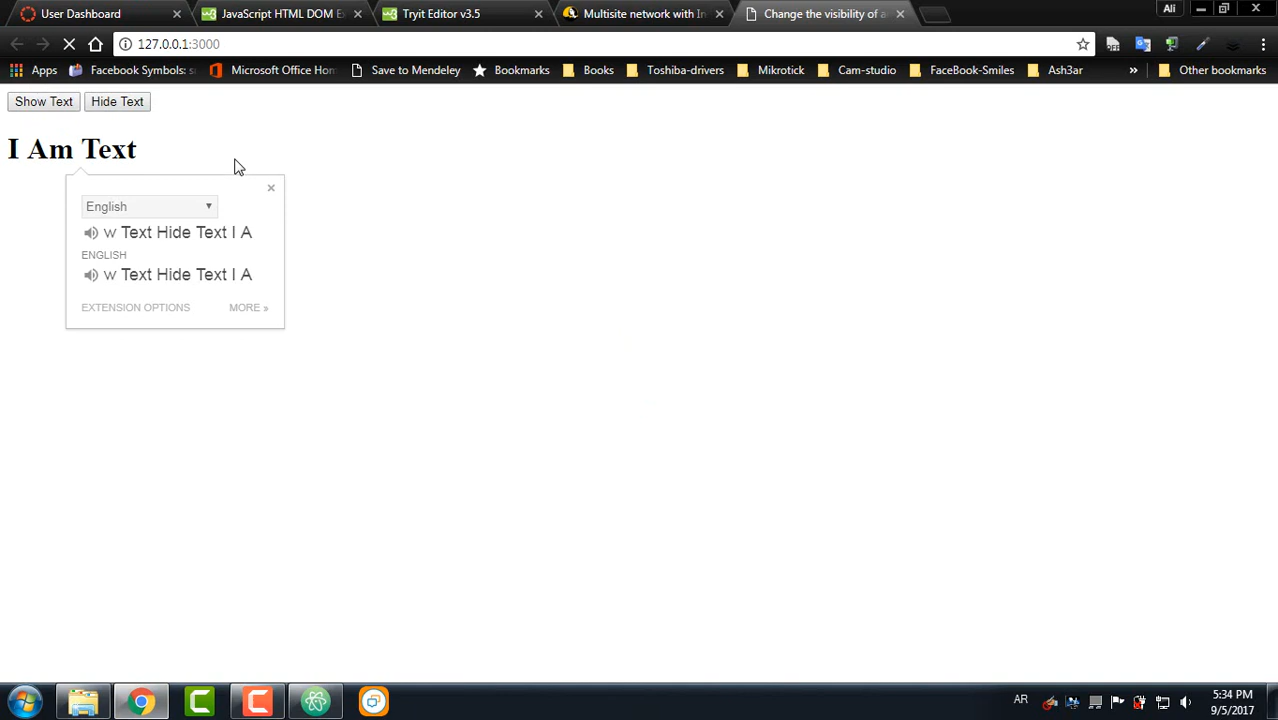 User Dashboard
JavaScript HTML DOM E
Tryit Editor v3.5
Multisite network with In
Change the visibility of a
Ali
127.0.0.1:3000
Apps
Facebook Symbols: s
Microsoft Office Hon
Save to Mendeley
Bookmarks
Books
Toshiba-drivers
Mikrotick
Cam-studio
FaceBook-Smiles
Ash3ar
»
Other bookmarks
Show Text
Hide Text
I Am Text
English
w Text Hide Text I A
ENGLISH
w Text Hide Text I A
EXTENSION OPTIONS
MORE »
AR
5:34 PM
9/5/2017